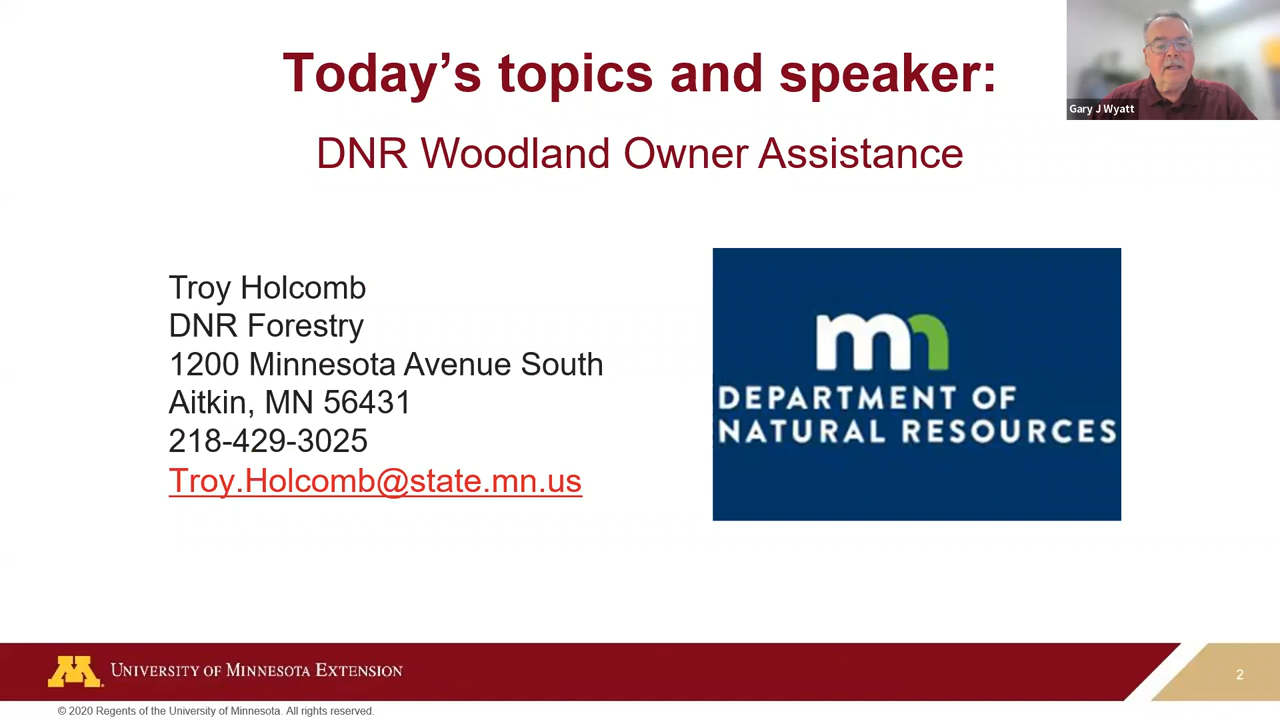 Today’s topics and speaker:
DNR Woodland Owner Assistance
Gary J Wyatt
Troy Holcomb
DNR Forestry
1200 Minnesota Avenue South
Aitkin, MN 56431
218-429-3025
Troy.Holcomb@state.mn.us
mn
DEPARTMENT OF
NATURAL RESOURCES
M
UNIVERSITY OF MINNESOTA EXTENSION
2
© 2020 Regents of the University of Minnesota. All rights reserved.